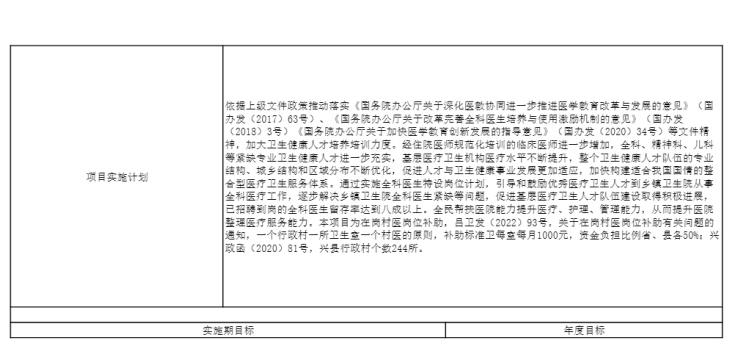 项目实施计划
依据上级文件政策推动落实《国务院办公厅关于深化医教协同进一步推进医学教育改革与发展的意见》（国
办发（2017）63号）、《国务院办公厅关于改革完善全科医生培养与使用激励机制的意见》（国办发
（2018）3号）《国务院办公厅关于加快医学教育创新发展的指导意见》（国办发（2020）34号）等文件精
神，加大卫生健康人才培养培训力度。经住院医师规范化培训的临床医师进一步增加，全科、精神科、儿科
等紧缺专业卫生健康人才进一步充实，基层医疗卫生机构医疗水平不断提升，整个卫生健康人才队伍的专业
结构、城乡结构和区域分布不断优化，促进人才与卫生健康事业发展更加适应，加快构建适合我国国情的整
合型医疗卫生服务体系。通过实施全科医生特设岗位计划，引导和鼓励优秀医疗卫生人才到乡镇卫生院从事
全科医疗工作，逐步解决乡镇卫生院全科医生紧缺等问题，促进基层医疗卫生人才队伍建设取得积极进展，
已招聘到岗的全科医生留存率达到八成以上。全民帮扶医院能力提升医疗、护理、管理能力，从而提升医院
整理医疗服务能力。本项目为在岗村医岗位补助，吕卫发（2022）93号，关于在岗村医岗位补助有关问题的
通知，一个行政村一所卫生室一个村医的原则，补助标准卫每室每月1000元，资金负担比例省、县各50%；兴
政函（2020）81号，兴县行政村个数244所。
实施期目标
年度目标